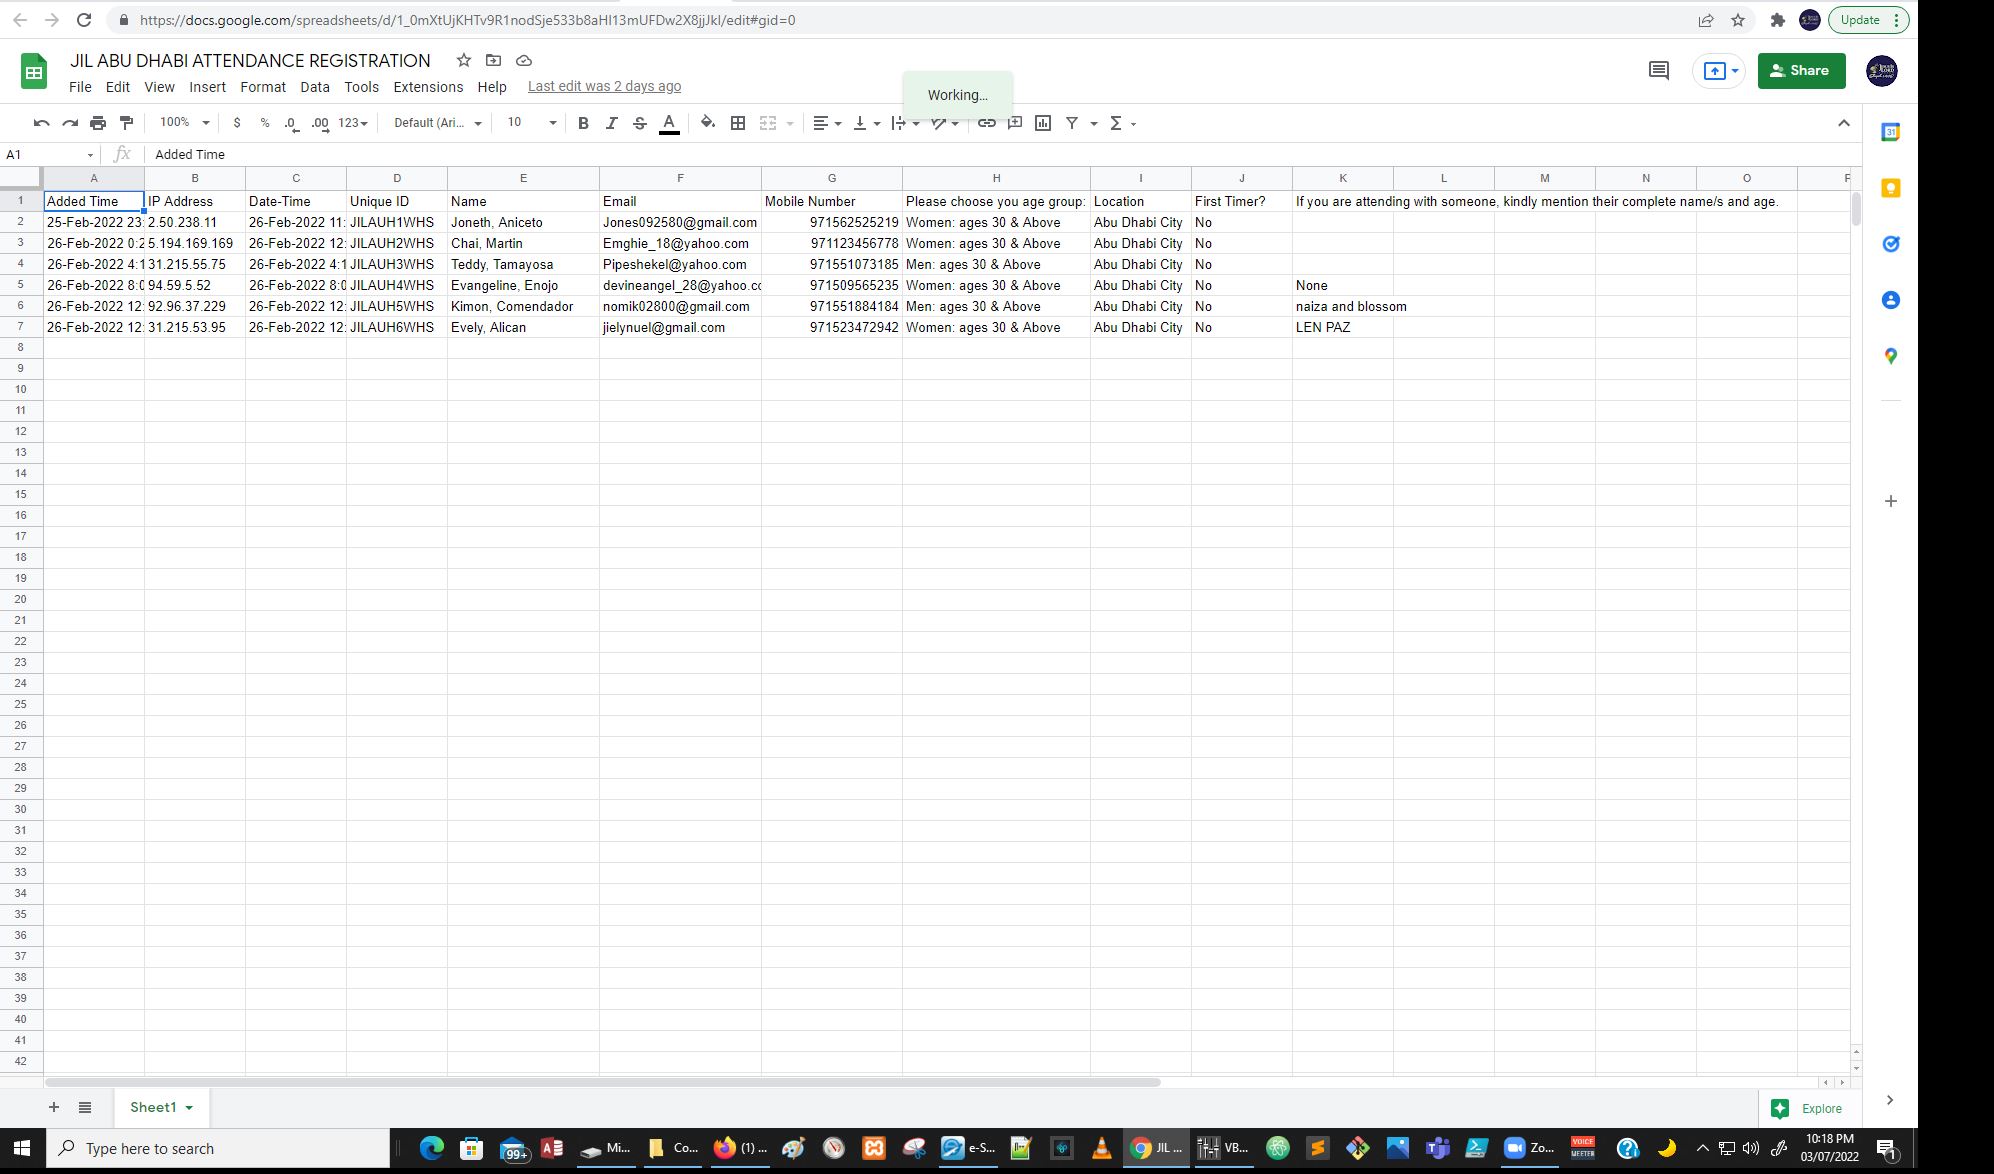 https://docs.google.com/spreadsheets/d/1_0mXtUjKHTv9R1nodSje533b8aHI13mUFDw2X8jjJkI/edit#gid=0 Update
JIL ABU DHABI ATTENDANCE REGISTRATION
File Edit View Insert Format Data Tools Extensions Help Last edit was 2 days ago
Working...
Share
100% $ % .0 .00 123 Default (Ari... 10 B I S A
A1 fx Added Time
A B C D E F G H I J K L M N O P
1 Added Time IP Address Date-Time Unique ID Name Email Mobile Number Please choose you age group: Location First Timer? If you are attending with someone, kindly mention their complete name/s and age.
2 25-Feb-2022 23: 2.50.238.11 26-Feb-2022 11: JILAUH1WHS Joneth, Aniceto Jones092580@gmail.com 971562525219 Women: ages 30 & Above Abu Dhabi City No
3 26-Feb-2022 0:2 5.194.169.169 26-Feb-2022 12: JILAUH2WHS Chai, Martin Emghie_18@yahoo.com 971123456778 Women: ages 30 & Above Abu Dhabi City No
4 26-Feb-2022 4:1 31.215.55.75 26-Feb-2022 4:1 JILAUH3WHS Teddy, Tamayosa Pipeshekel@yahoo.com 971551073185 Men: ages 30 & Above Abu Dhabi City No
5 26-Feb-2022 8:0 94.59.5.52 26-Feb-2022 8:0 JILAUH4WHS Evangeline, Enojo devineangel_28@yahoo.co 971509565235 Women: ages 30 & Above Abu Dhabi City No None
6 26-Feb-2022 12: 92.96.37.229 26-Feb-2022 12: JILAUH5WHS Kimon, Comendador nomik02800@gmail.com 971551884184 Men: ages 30 & Above Abu Dhabi City No naiza and blossom
7 26-Feb-2022 12: 31.215.53.95 26-Feb-2022 12: JILAUH6WHS Evely, Alican jielynuel@gmail.com 971523472942 Women: ages 30 & Above Abu Dhabi City No LEN PAZ
8
9
10
11
12
13
14
15
16
17
18
19
20
21
22
23
24
25
26
27
28
29
30
31
32
33
34
35
36
37
38
39
40
41
42
Sheet1 Explore
Type here to search 99+ Mi... Co... (1) ... e-S... JIL ... VB... Zo... VOICE MEETER 10:18 PM
03/07/2022 1